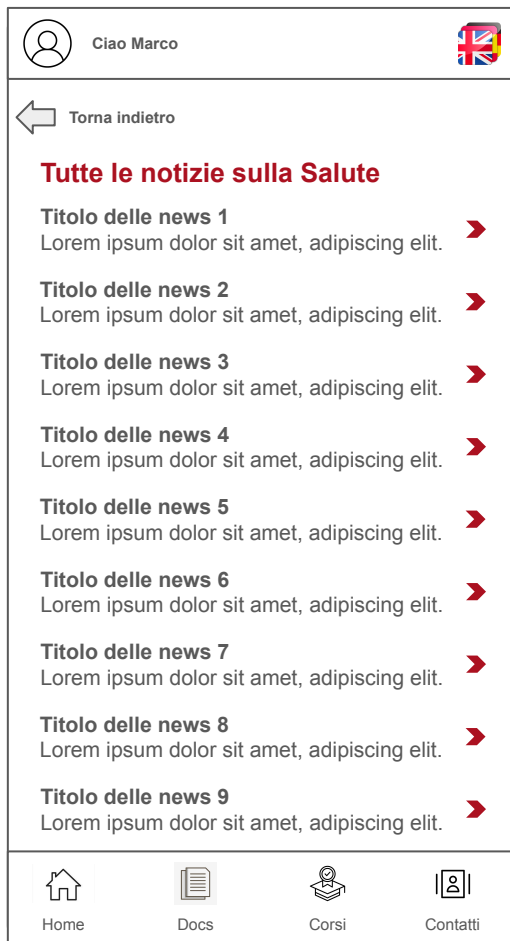 Ciao Marco
Torna indietro
Tutte le notizie sulla Salute
Titolo delle news 1
Lorem ipsum dolor sit amet, adipiscing elit.
Titolo delle news 2
Lorem ipsum dolor sit amet, adipiscing elit.
Titolo delle news 3
Lorem ipsum dolor sit amet, adipiscing elit.
Titolo delle news 4
Lorem ipsum dolor sit amet, adipiscing elit.
Titolo delle news 5
Lorem ipsum dolor sit amet, adipiscing elit.
Titolo delle news 6
Lorem ipsum dolor sit amet, adipiscing elit.
Titolo delle news 7
Lorem ipsum dolor sit amet, adipiscing elit.
Titolo delle news 8
Lorem ipsum dolor sit amet, adipiscing elit.
Titolo delle news 9
Lorem ipsum dolor sit amet, adipiscing elit.
Home
Docs
Corsi
Contatti